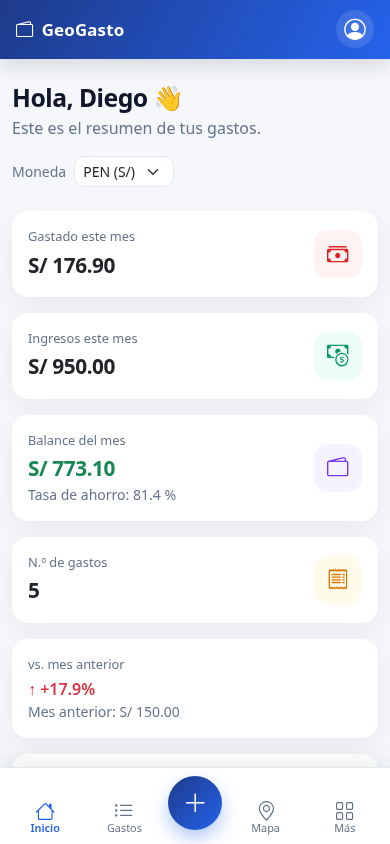 GeoGasto
Hola, Diego 👋
Este es el resumen de tus gastos.
Moneda PEN (S/)
Gastado este mes
S/ 176.90
Ingresos este mes
S/ 950.00
Balance del mes
S/ 773.10
Tasa de ahorro: 81.4 %
N.º de gastos
5
vs. mes anterior
↑ +17.9%
Mes anterior: S/ 150.00
Inicio Gastos Mapa Más